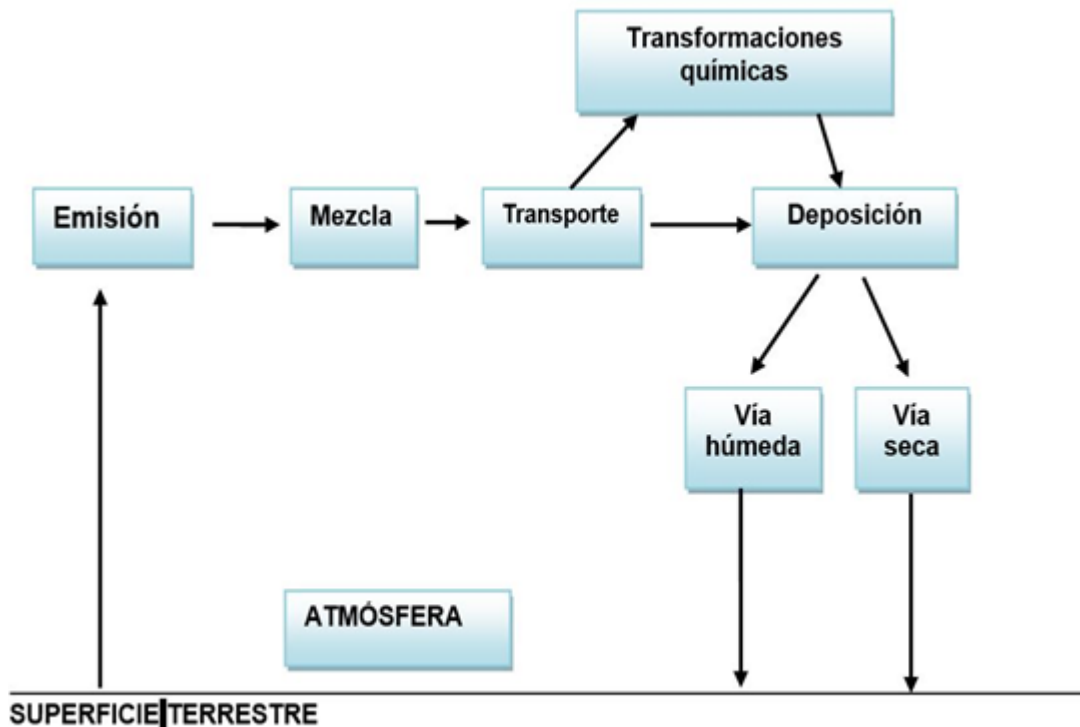 Transformaciones
químicas
Emisión
Mezcla
Transporte
Deposición
Vía
húmeda
Vía
seca
ATMÓSFERA
SUPERFICIE TERRESTRE